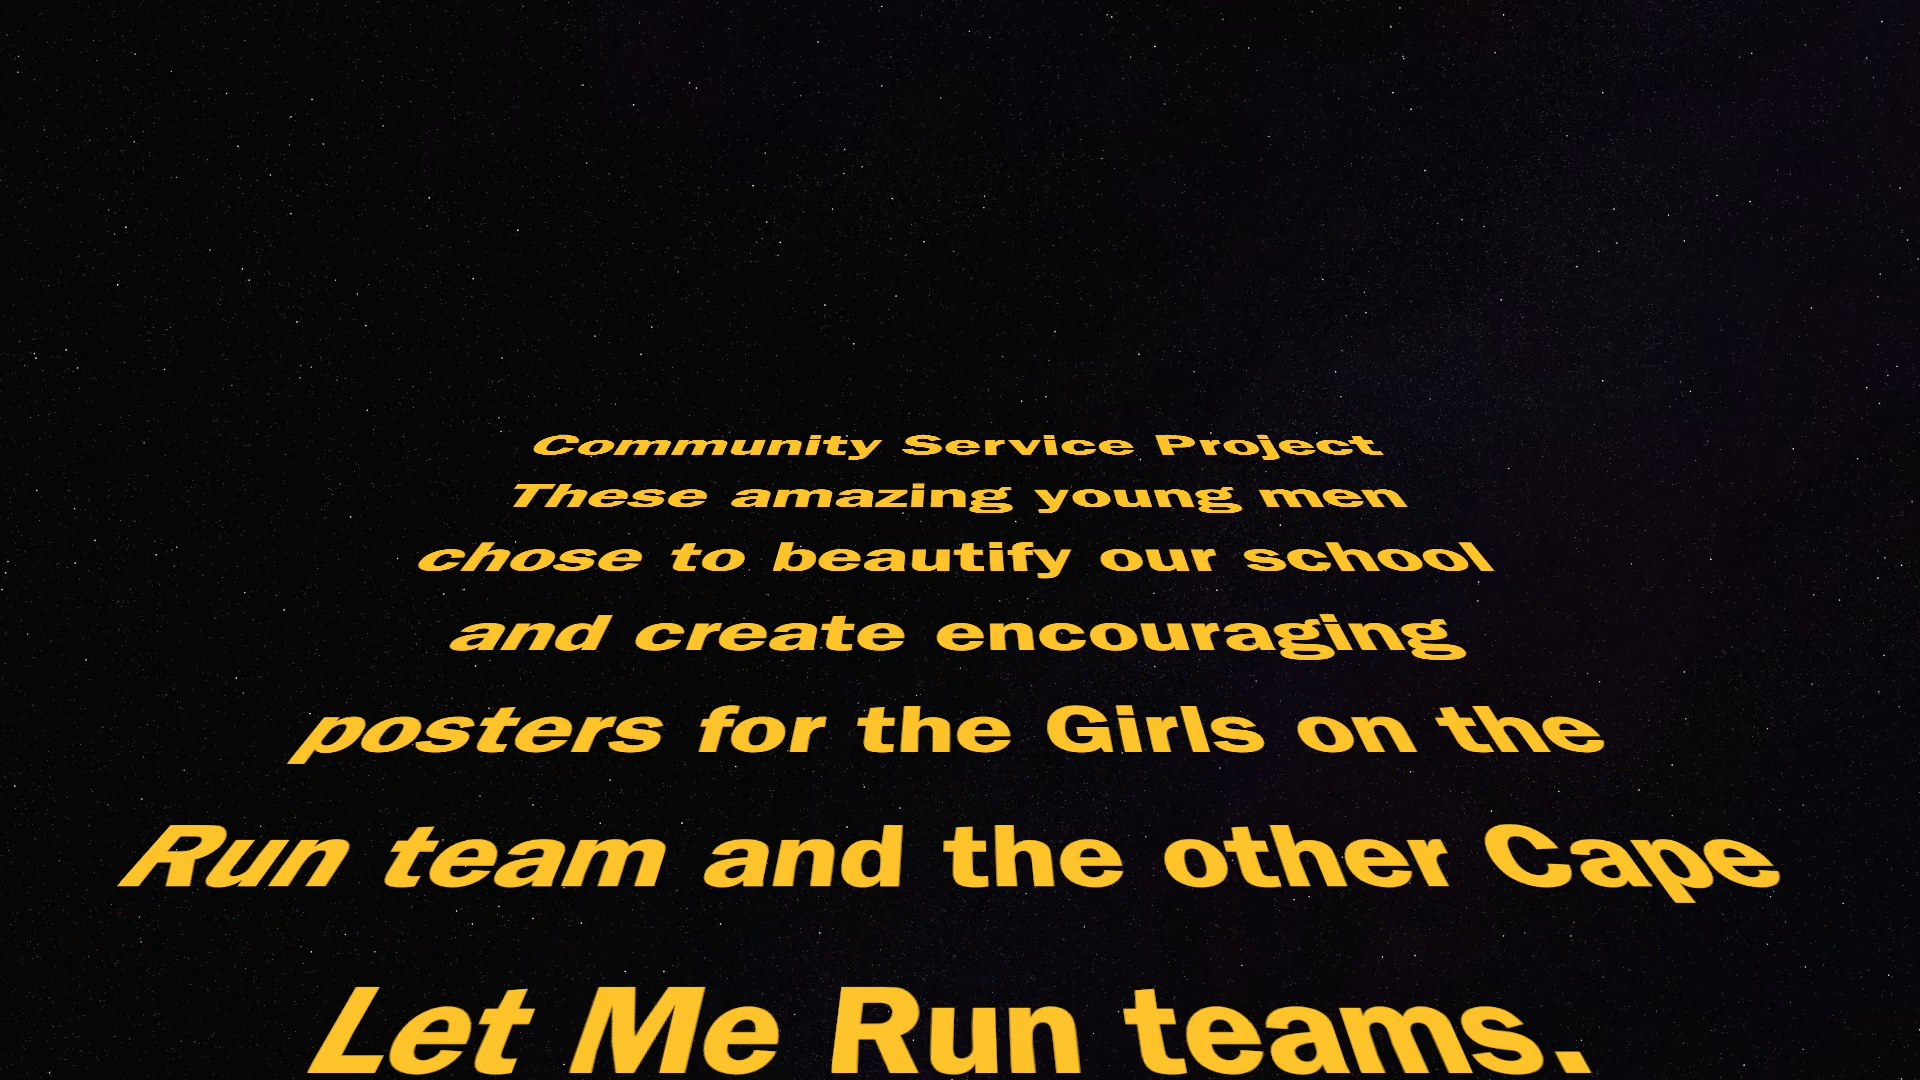 Community Service Project
These amazing young men
chose to beautify our school
and create encouraging
posters for the Girls on the
Run team and the other Cape
Let Me Run teams.